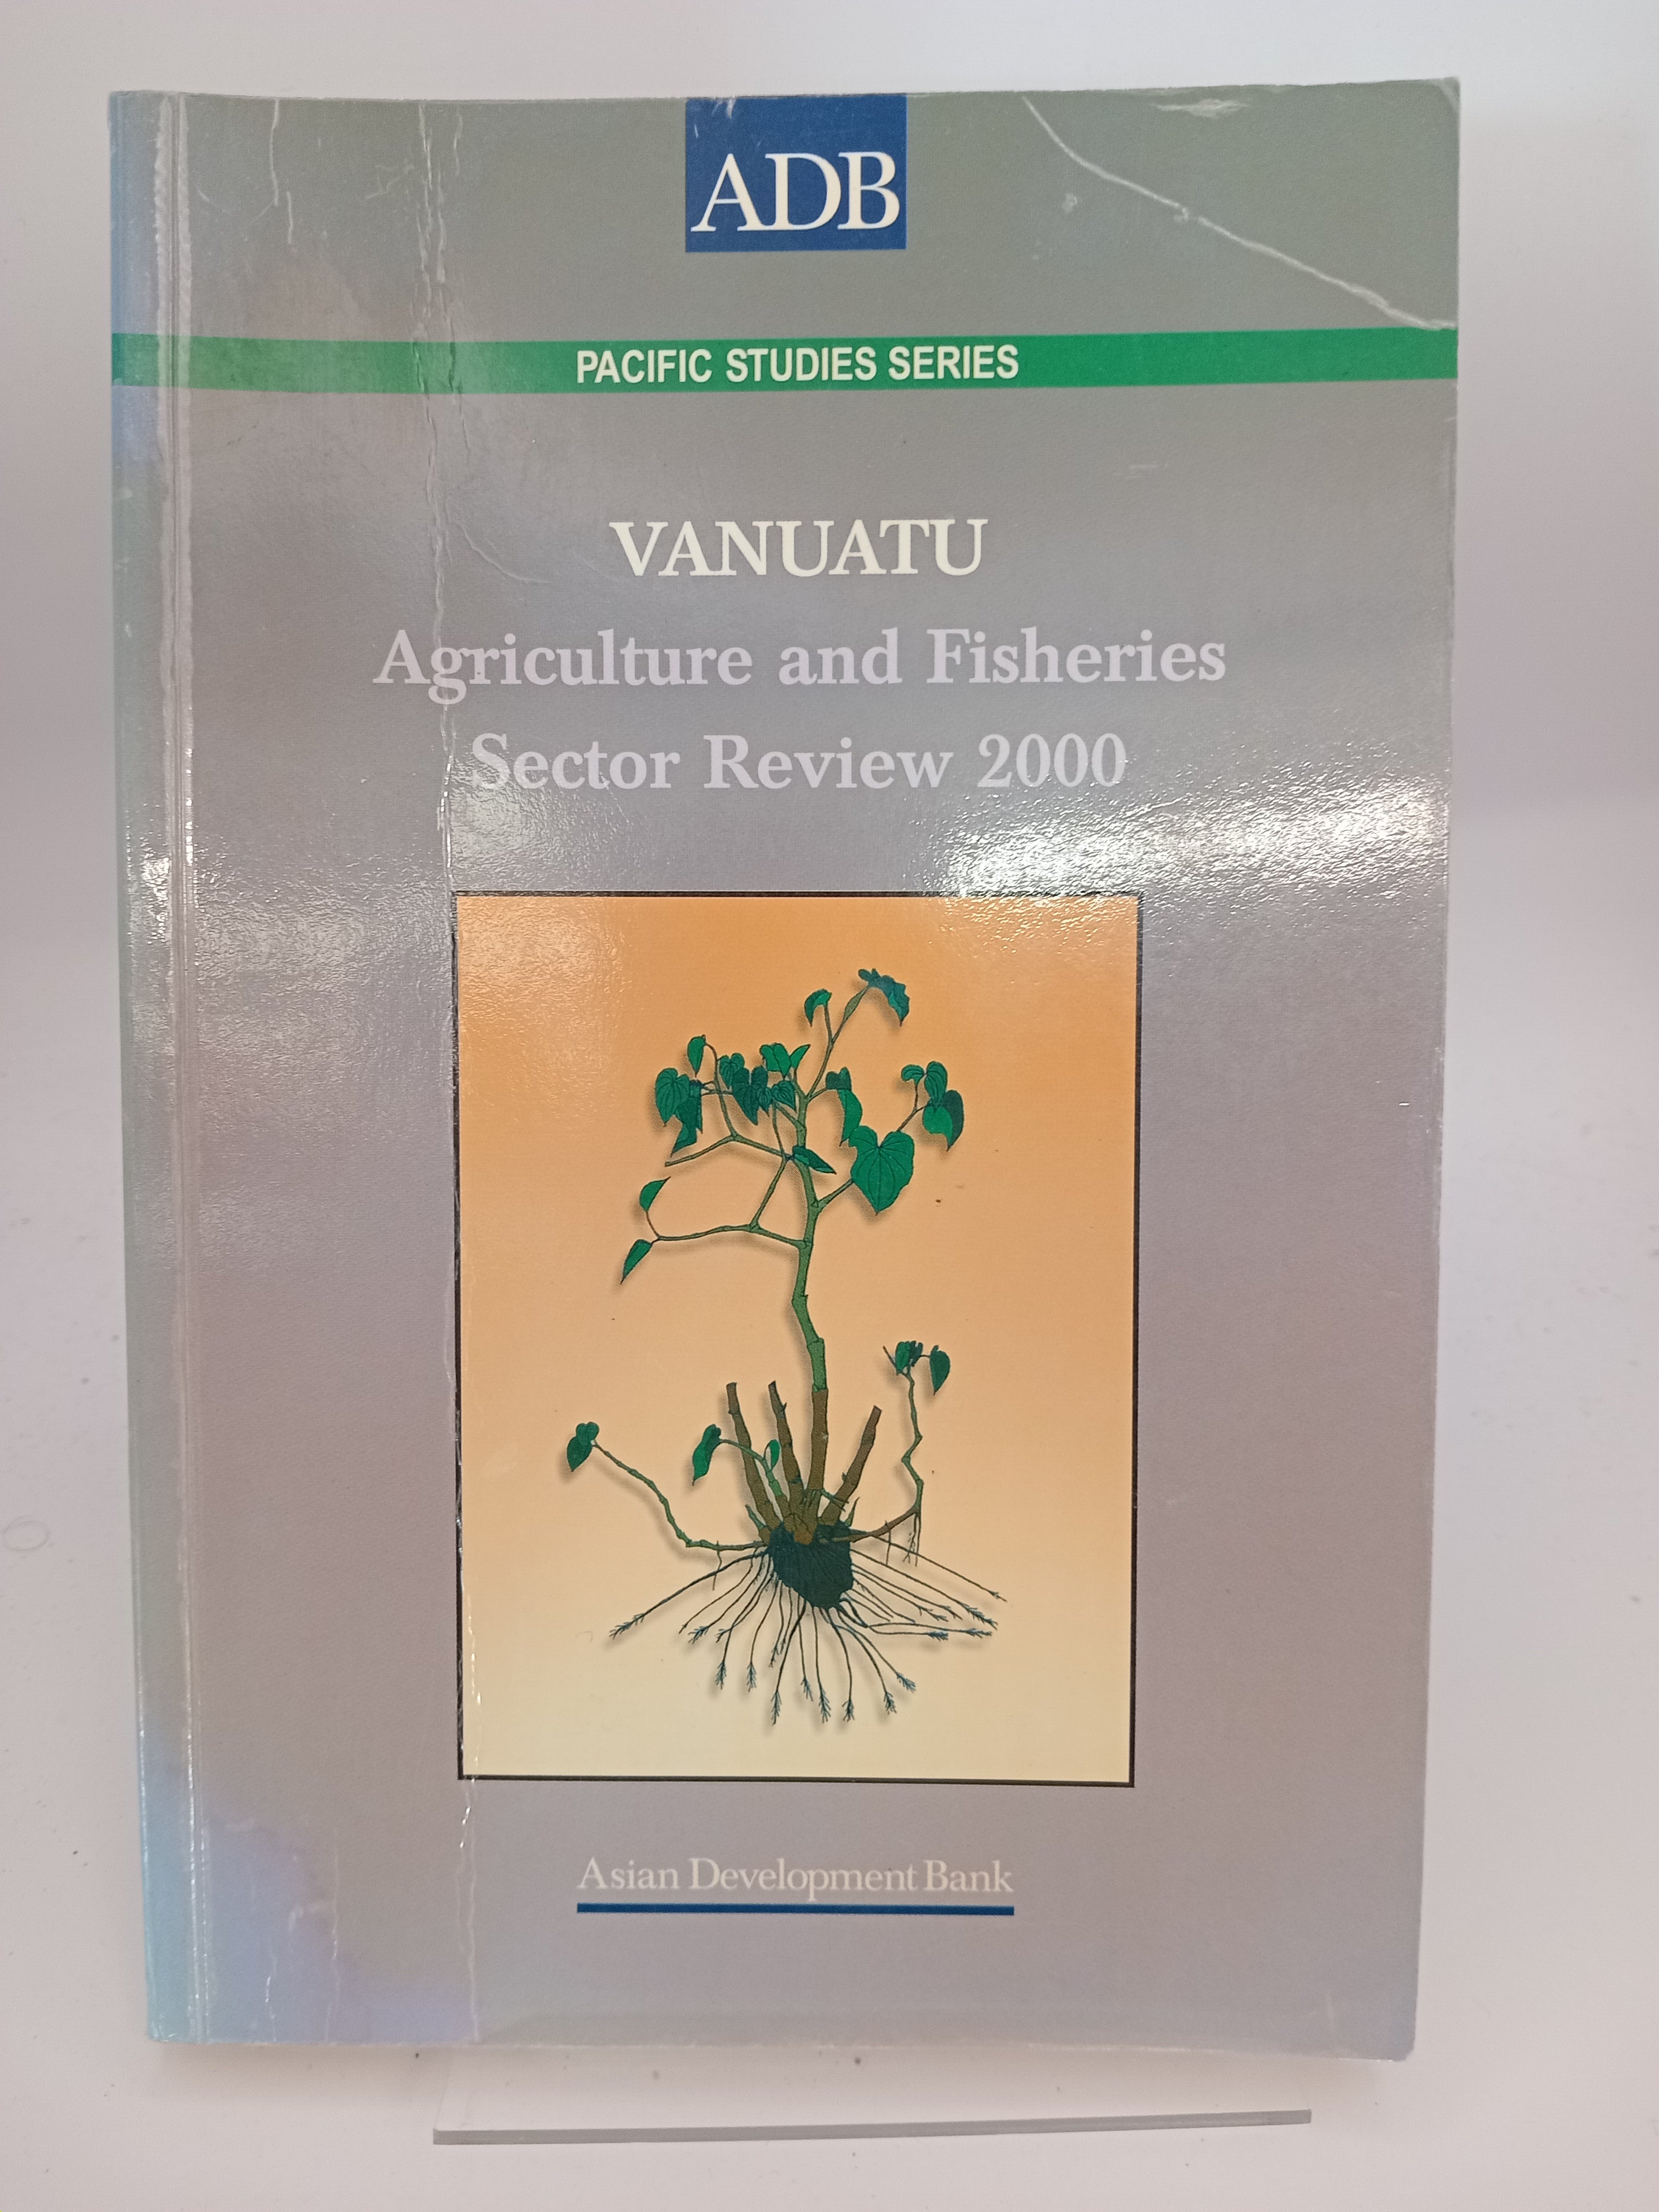 ADB
PACIFIC STUDIES SERIES
VANUATU
Agriculture and Fisheries
Sector Review 2000
Asian Development Bank